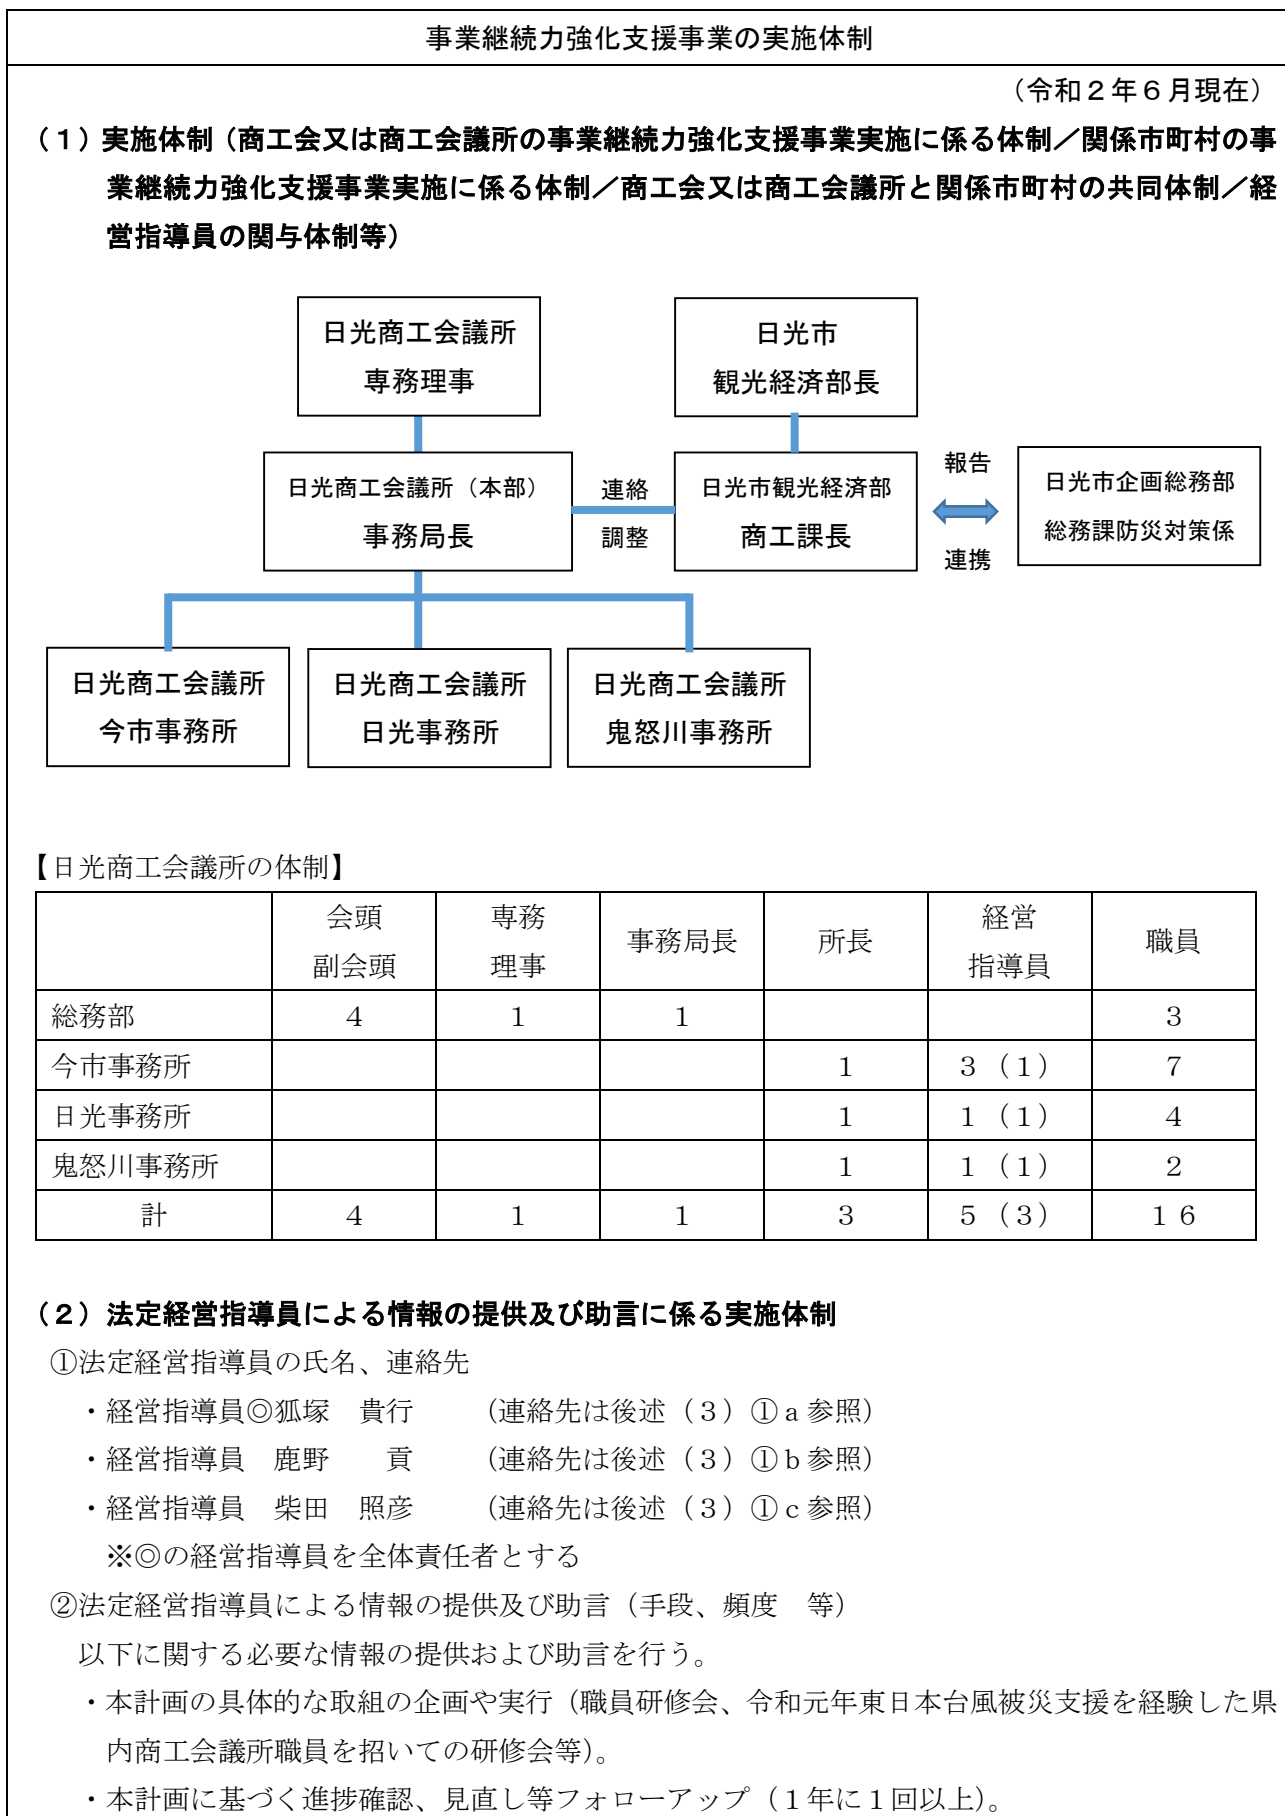 事業継続力強化支援事業の実施体制
（令和２年６月現在）
（１）実施体制（商工会又は商工会議所の事業継続力強化支援事業実施に係る体制／関係市町村の事
業継続力強化支援事業実施に係る体制／商工会又は商工会議所と関係市町村の共同体制／経
営指導員の関与体制等）
日光商工会議所
専務理事
日光市
観光経済部長
日光商工会議所（本部）
事務局長
連絡
調整
日光市観光経済部
商工課長
報告
連携
日光市企画総務部
総務課防災対策係
日光商工会議所
今市事務所
日光商工会議所
日光事務所
日光商工会議所
鬼怒川事務所
【日光商工会議所の体制】
会頭
副会頭
専務
理事
事務局長
所長
経営
指導員
職員
総務部 4 1 1 3
今市事務所 1 3（1） 7
日光事務所 1 1（1） 4
鬼怒川事務所 1 1（1） 2
計 4 1 1 3 5（3） 16
（２）法定経営指導員による情報の提供及び助言に係る実施体制
①法定経営指導員の氏名、連絡先
・経営指導員◎狐塚　貴行　　（連絡先は後述（３）①ａ参照）
・経営指導員　鹿野　　貢　　（連絡先は後述（３）①ｂ参照）
・経営指導員　柴田　照彦　　（連絡先は後述（３）①ｃ参照）
※◎の経営指導員を全体責任者とする
②法定経営指導員による情報の提供及び助言（手段、頻度　等）
以下に関する必要な情報の提供および助言を行う。
・本計画の具体的な取組の企画や実行（職員研修会、令和元年東日本台風被災支援を経験した県
内商工会議所職員を招いての研修会等）。
・本計画に基づく進捗確認、見直し等フォローアップ（１年に１回以上）。